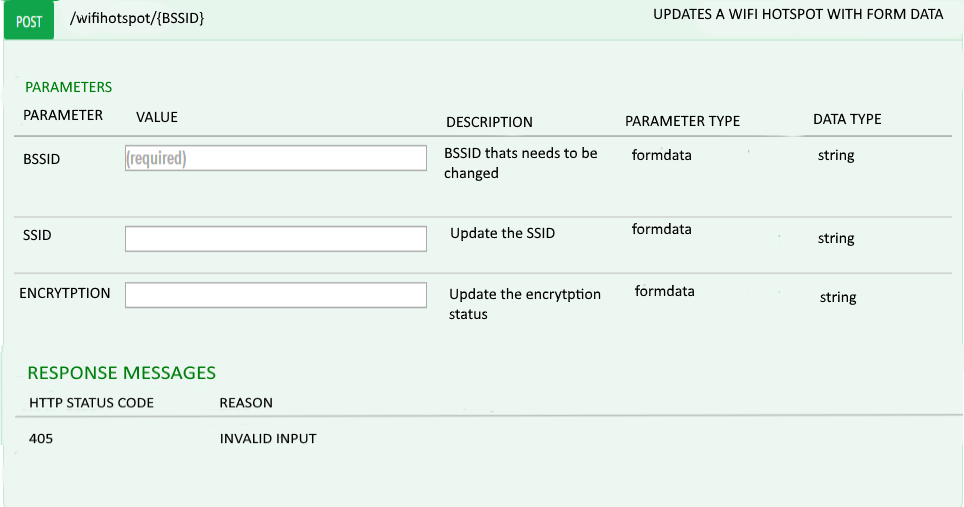 POST /wifihotspot/{BSSID} UPDATES A WIFI HOTSPOT WITH FORM DATA
PARAMETERS
PARAMETER VALUE DESCRIPTION PARAMETER TYPE DATA TYPE
BSSID (required) BSSID thats needs to be formdata string
changed
SSID Update the SSID formdata string
ENCRYTPTION Update the encrytption formdata string
status
RESPONSE MESSAGES
HTTP STATUS CODE REASON
405 INVALID INPUT